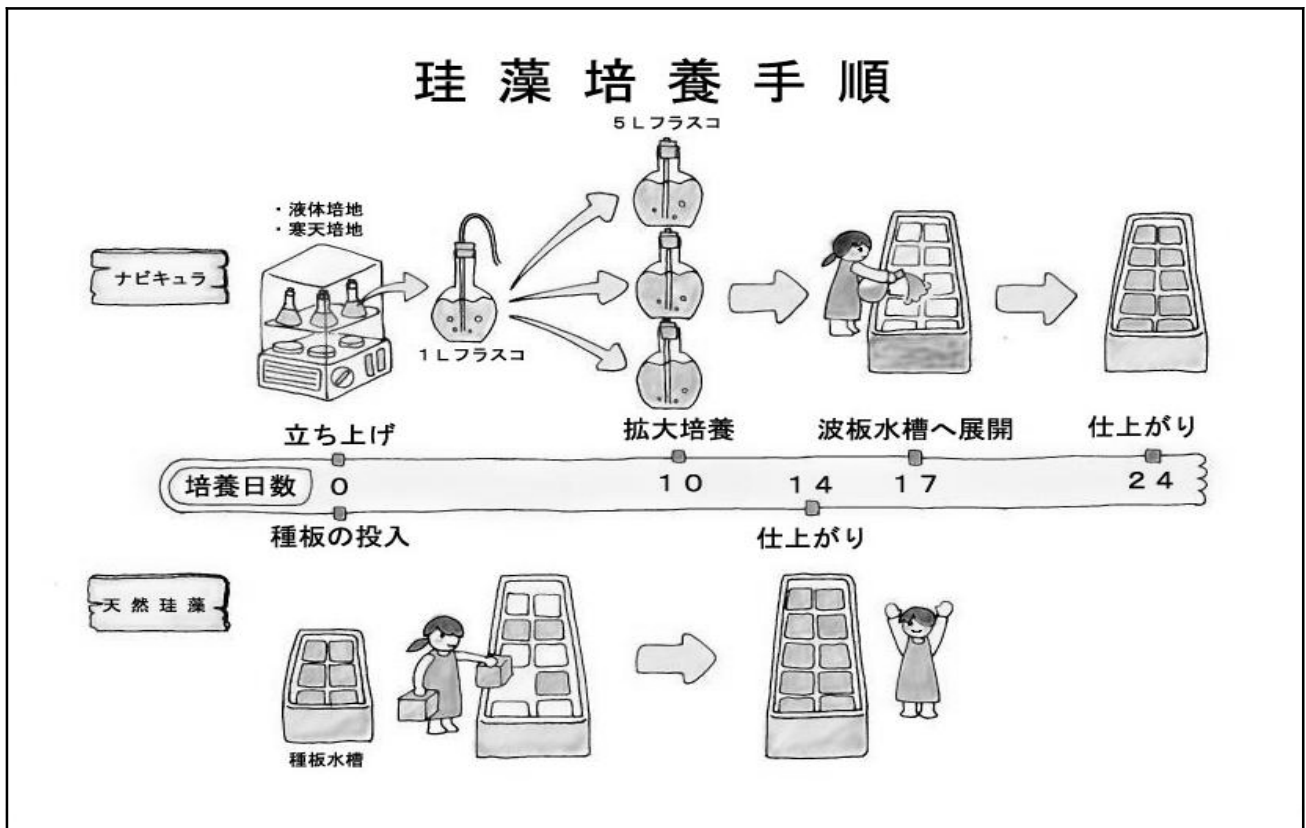 珪藻培養手順
5Lフラスコ
・液体培地
・寒天培地
ナビキュラ
1Lフラスコ
立ち上げ
拡大培養
波板水槽へ展開
仕上がり
培養日数
0
10
14
17
24
種板の投入
仕上がり
天然珪藻
種板水槽